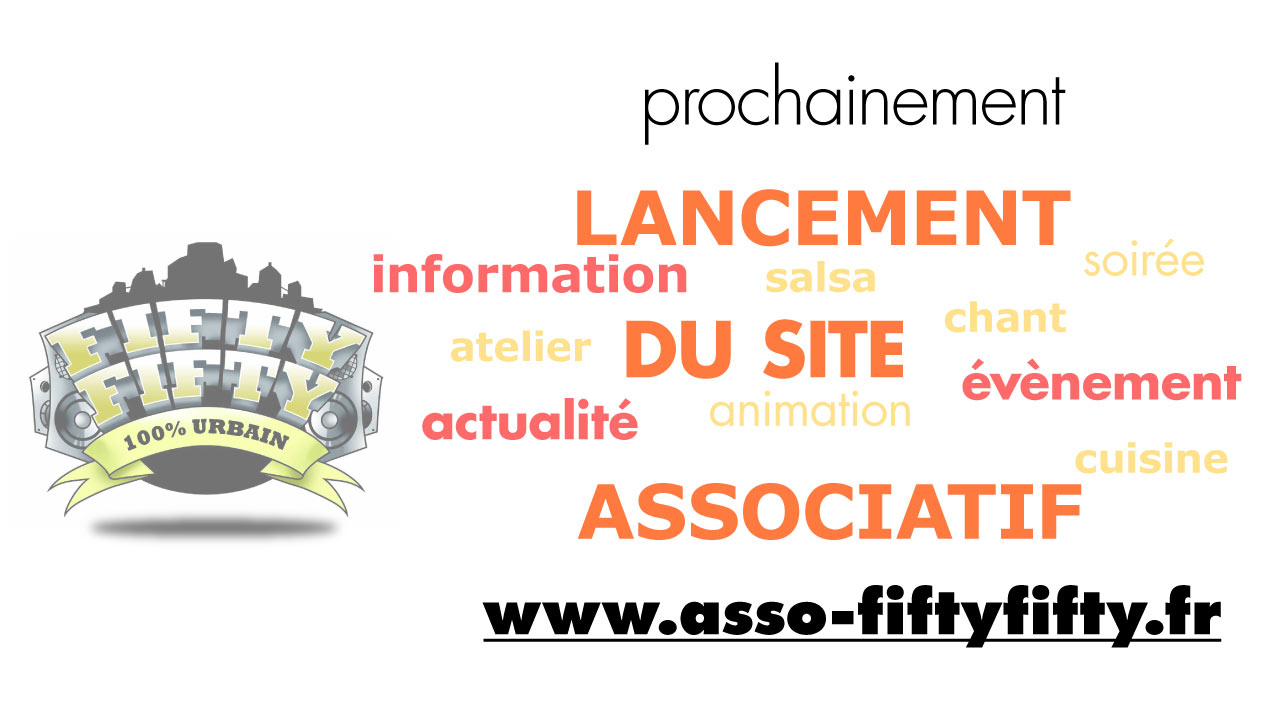 prochainement
LANCEMENT
information
salsa
soirée
chant
atelier
DU SITE
évènement
animation
actualité
cuisine
ASSOCIATIF
www.asso-fiftyfifty.fr
FIFTY
FIFTY
100% URBAIN